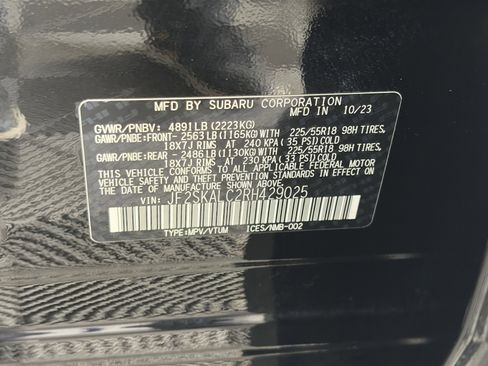 MFD BY SUBARU CORPORATION 10/23
GVWR/PNBV: 4891LB(2223KG)
GAWR/PNBE:FRONT-2563LB(1165KG)WITH 225/55R18 98H TIRES,
18X7J RIMS AT 240 KPA (35 PSI)COLD
GAWR/PNBE:REAR -2486LB(1130KG)WITH 225/55R18 98H TIRES,
18X7J RIMS AT 230 KPA (33 PSI)COLD
THIS VEHICLE CONFORMS TO ALL APPLICABLE FEDERAL MOTOR
VEHICLE SAFETY AND THEFT PREVENTION STANDARDS
IN EFFECT ON THE DATE OF MANUFACTURE SHOWN ABOVE.
VIN: JF2SKALC2RH429025
TYPE:MPV/VTUM ICES/NMB-002